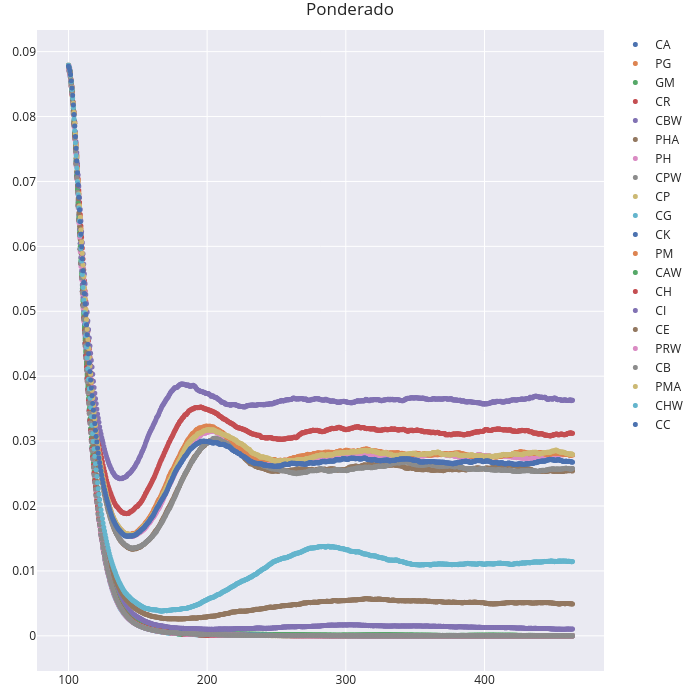 Ponderado
0.09
0.08
0.07
0.06
0.05
0.04
0.03
0.02
0.01
0
100
200
300
400
CA
PG
GM
CR
CBW
PHA
PH
CPW
CP
CG
CK
PM
CAW
CH
CI
CE
PRW
CB
PMA
CHW
CC